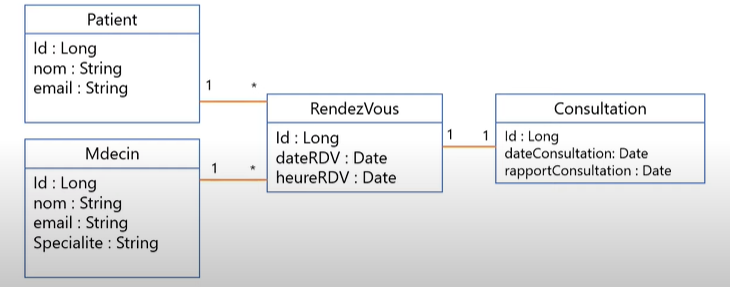 Patient
Id : Long
nom : String
email : String
1 *
Mdecin
Id : Long
nom : String
email : String
Specialite : String
1 *
RendezVous
Id : Long
dateRDV : Date
heureRDV : Date
1 1
Consultation
Id : Long
dateConsultation: Date
rapportConsultation : Date